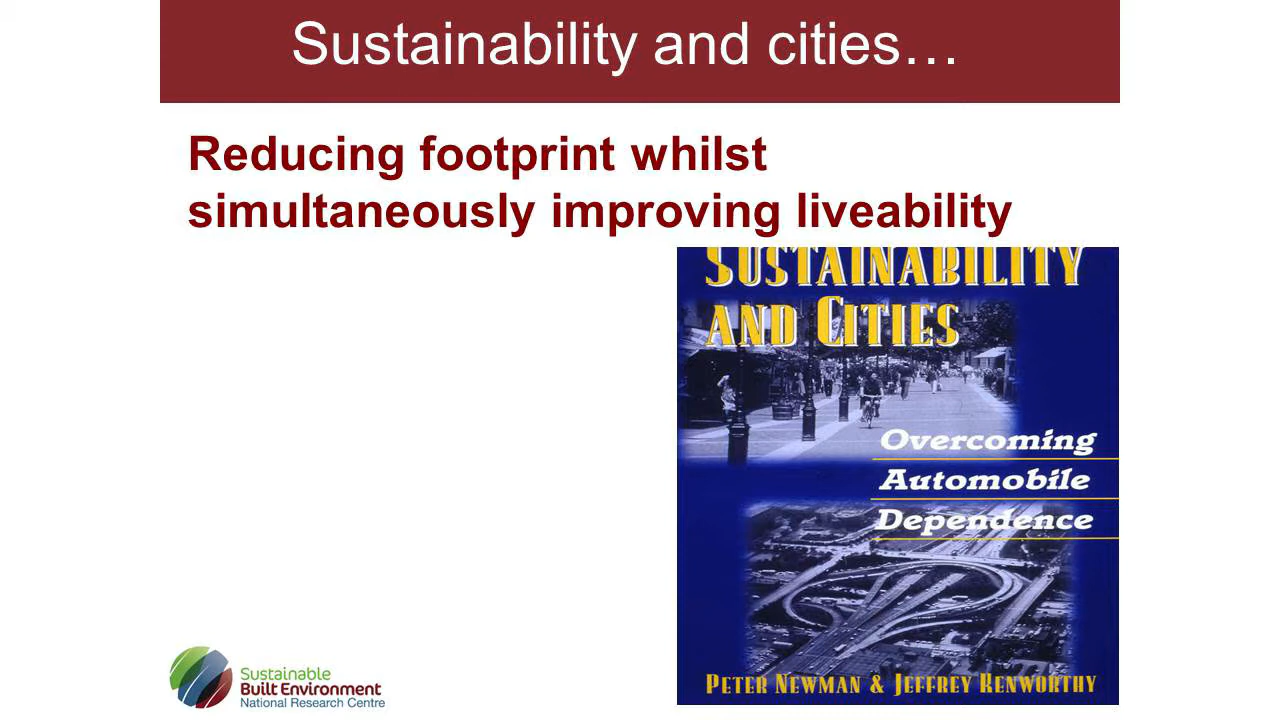 Sustainability and cities…
Reducing footprint whilst
simultaneously improving liveability
SUSTAINABILITY
AND CITIES
Overcoming
Automobile
Dependence
PETER NEWMAN & JEFFREY KENWORTHY
Sustainable
Built Environment
National Research Centre